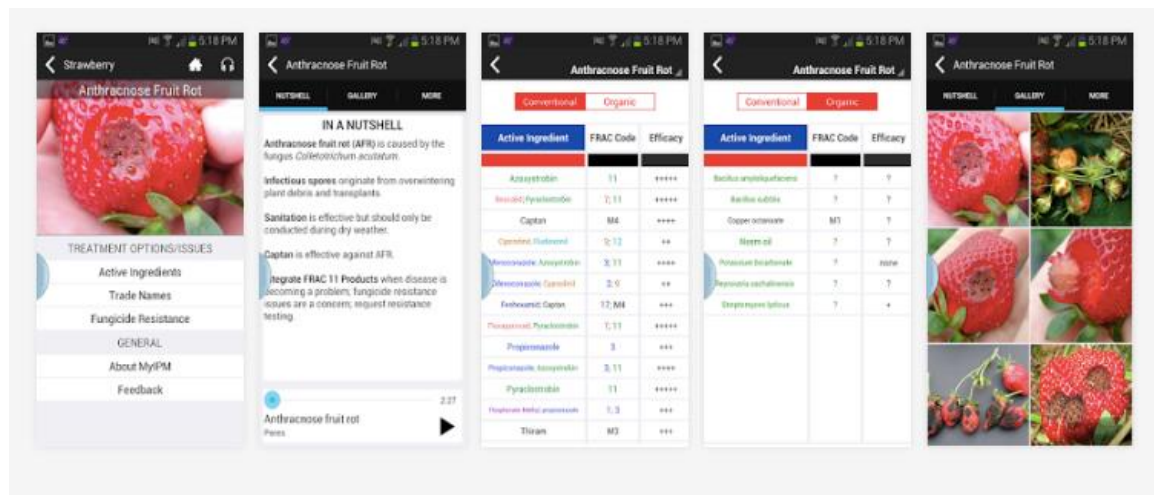 5:18 PM
Strawberry
Anthracnose Fruit Rot
TREATMENT OPTIONS/ISSUES
Active Ingredients
Trade Names
Fungicide Resistance
GENERAL
About MyIPM
Feedback
5:18 PM
Anthracnose Fruit Rot
NUTSHELL GALLERY MORE
IN A NUTSHELL
Anthracnose fruit rot (AFR) is caused by the
fungus Colletotrichum acutatum.
Infectious spores originate from overwintering
plant debris and transplants.
Sanitation is effective but should only be
conducted during dry weather.
Captan is effective against AFR.
Integrate FRAC 11 Products when disease is
becoming a problem; fungicide resistance
issues are a concern; request resistance
testing.
2:27
Anthracnose fruit rot
Peres
5:18 PM
Anthracnose Fruit Rot
Conventional Organic
Active Ingredient FRAC Code Efficacy
Azoxystrobin 11 +++++
Boscalid; Pyraclostrobin 7; 11 +++++
Captan M4 ++++
Cyprodinil; Fludioxonil 9; 12 ++
Difenoconazole; Azoxystrobin 3; 11 ++++
Difenoconazole; Cyprodinil 3; 9 ++
Fenhexamid; Captan 17; M4 +++
Fluxapyroxad; Pyraclostrobin 7; 11 +++++
Propiconazole 3 +++
Propiconazole; Azoxystrobin 3; 11 ++++
Pyraclostrobin 11 +++++
Thiophanate Methyl; propiconazole 1; 3 +++
Thiram M3 +++
5:18 PM
Anthracnose Fruit Rot
Conventional Organic
Active Ingredient FRAC Code Efficacy
Bacillus amyloliquefaciens ? ?
Bacillus subtilis ? ?
Copper octanoate M1 ?
Neem oil ? ?
Potassium bicarbonate ? none
Reynoutria sachalinensis ? ?
Streptomyces lydicus ? +
5:18 PM
Anthracnose Fruit Rot
NUTSHELL GALLERY MORE